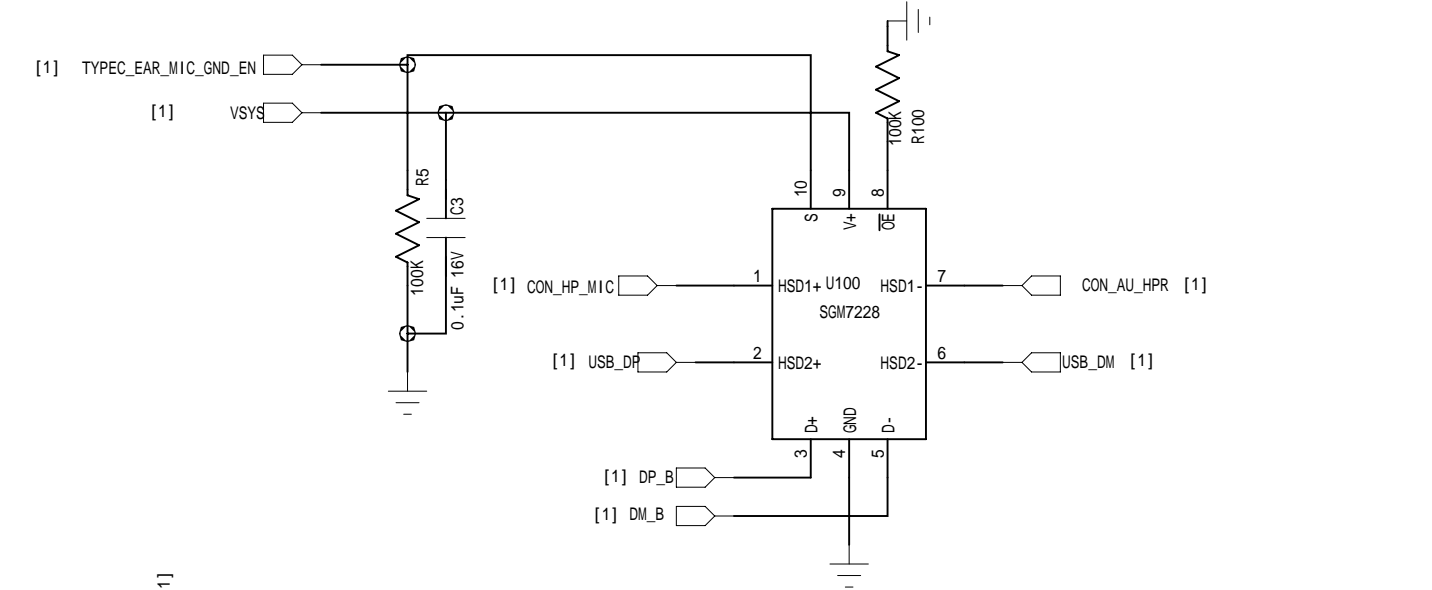 [1] TYPEC_EAR_MIC_GND_EN
[1] VSYS
100K
R100
R5
100K
C3
0.1uF 16V
10
9
8
S
V+
OE
[1] CON_HP_MIC
1
HSD1+
U100
HSD1-
7
CON_AU_HPR [1]
SGM7228
[1] USB_DP
2
HSD2+
HSD2-
6
USB_DM [1]
D+
GND
D-
3
4
5
[1] DP_B
[1] DM_B
1]